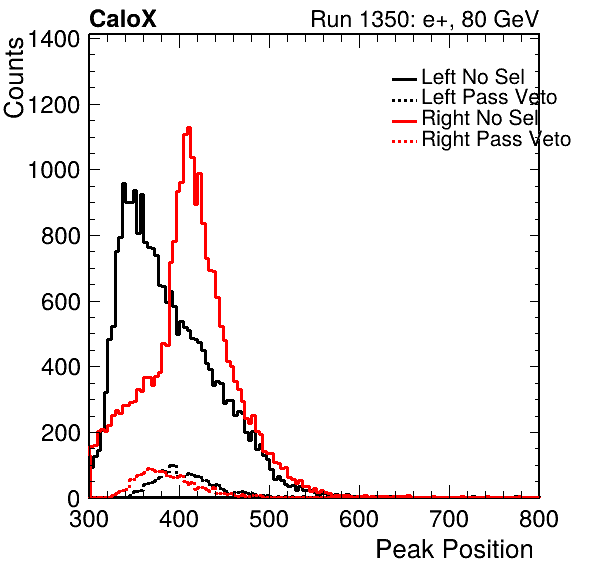 CaloX Run 1350: e+, 80 GeV
Counts
1400
1200
1000
800
600
400
200
0
Left No Sel
Left Pass Veto
Right No Sel
Right Pass Veto
300 400 500 600 700 800
Peak Position